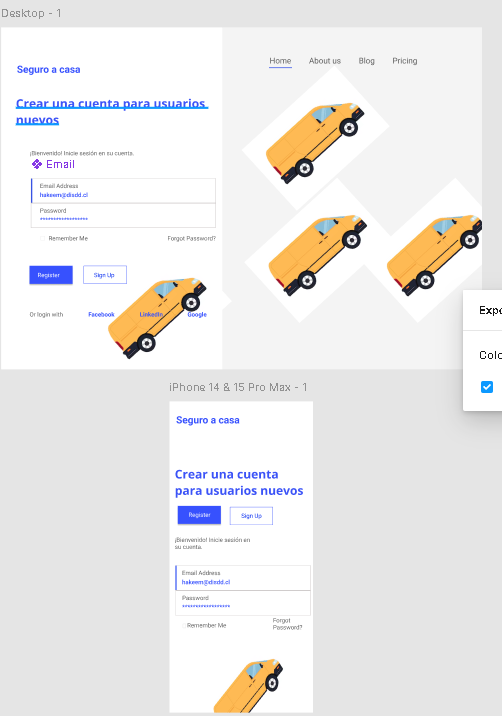 Desktop - 1
Seguro a casa
Home About us Blog Pricing
Crear una cuenta para usuarios
nuevos
¡Bienvenido! Inicie sesión en su cuenta.
Email
Email Address
hakeem@disdd.cl
Password
******************
Remember Me Forgot Password?
Register Sign Up
Or login with Facebook LinkedIn Google
Expo
Colo
iPhone 14 & 15 Pro Max - 1
Seguro a casa
Crear una cuenta
para usuarios nuevos
Register Sign Up
¡Bienvenido! Inicie sesión en
su cuenta.
Email Address
hakeem@disdd.cl
Password
******************
Remember Me
Forgot
Password?